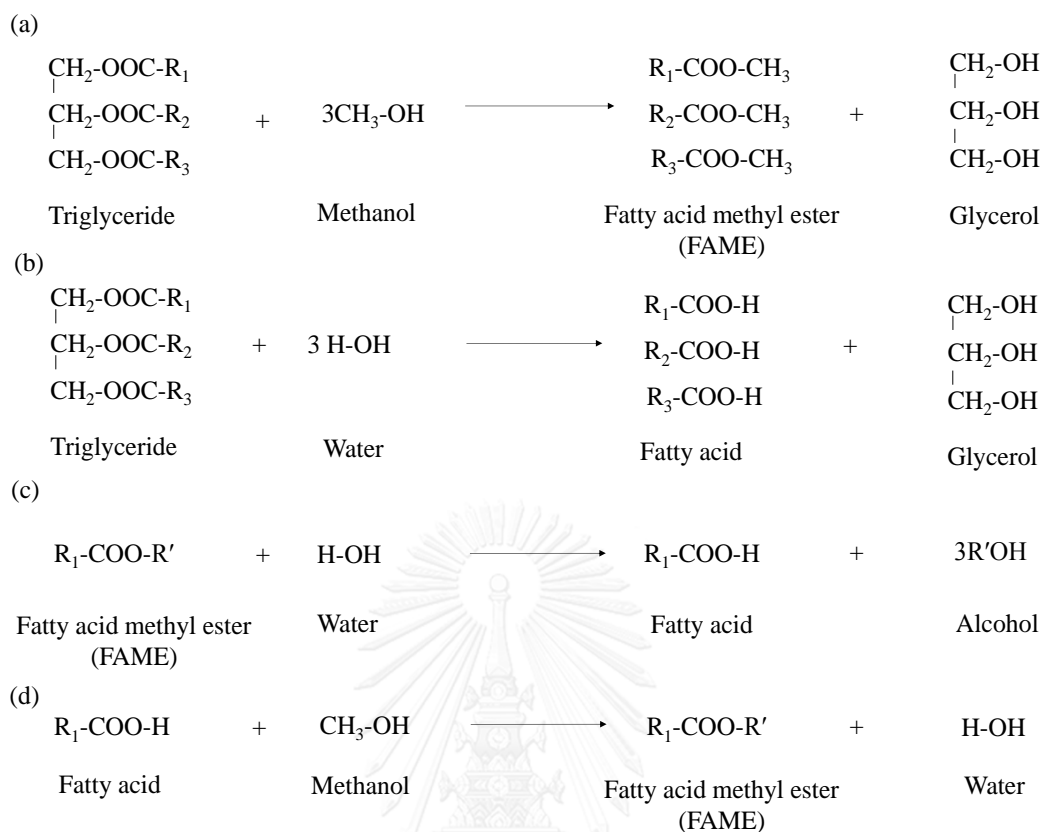 (a)
CH₂-OOC-R₁
CH₂-OOC-R₂ + 3CH₃-OH
CH₂-OOC-R₃
R₁-COO-CH₃
R₂-COO-CH₃ +
R₃-COO-CH₃
CH₂-OH
CH₂-OH
CH₂-OH
Triglyceride Methanol Fatty acid methyl ester Glycerol
(FAME)
(b)
CH₂-OOC-R₁
CH₂-OOC-R₂ + 3 H-OH
CH₂-OOC-R₃
R₁-COO-H
R₂-COO-H +
R₃-COO-H
CH₂-OH
CH₂-OH
CH₂-OH
Triglyceride Water Fatty acid Glycerol
(c)
R₁-COO-R′ + H-OH R₁-COO-H + 3R′OH
Fatty acid methyl ester Water Fatty acid Alcohol
(FAME)
(d)
R₁-COO-H + CH₃-OH R₁-COO-R′ + H-OH
Fatty acid Methanol Fatty acid methyl ester Water
(FAME)